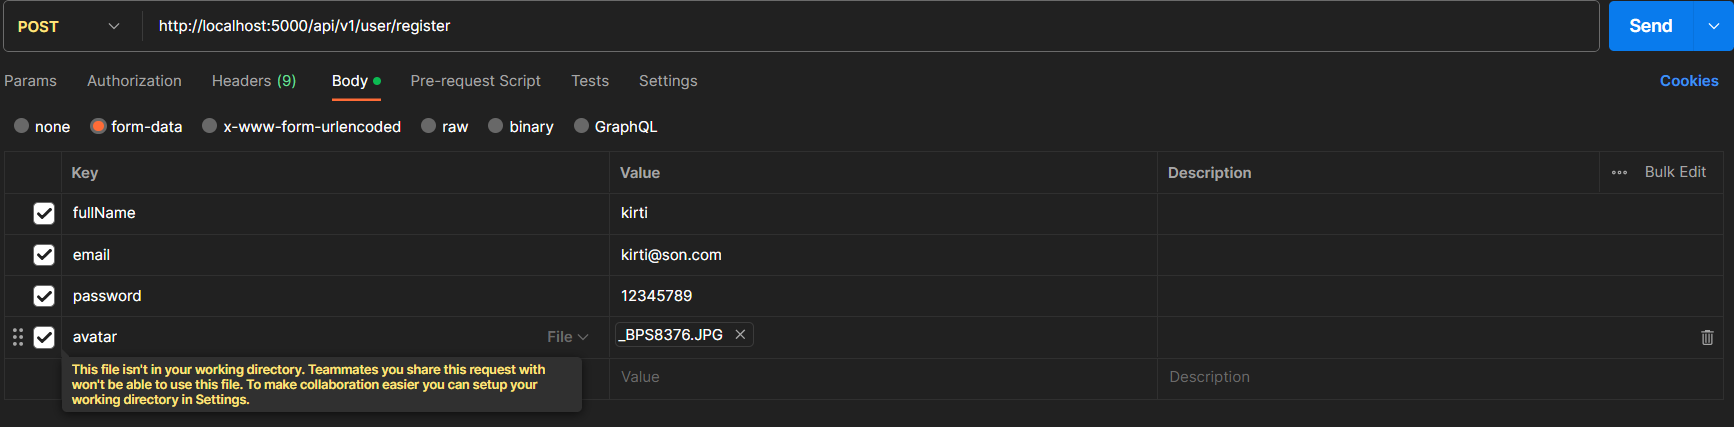 POST http://localhost:5000/api/v1/user/register Send
Params Authorization Headers (9) Body Pre-request Script Tests Settings Cookies
none form-data x-www-form-urlencoded raw binary GraphQL
Key Value Description Bulk Edit
fullName kirti
email kirti@son.com
password 12345789
avatar File _BPS8376.JPG
This file isn't in your working directory. Teammates you share this request with
won't be able to use this file. To make collaboration easier you can setup your
working directory in Settings.
Value Description